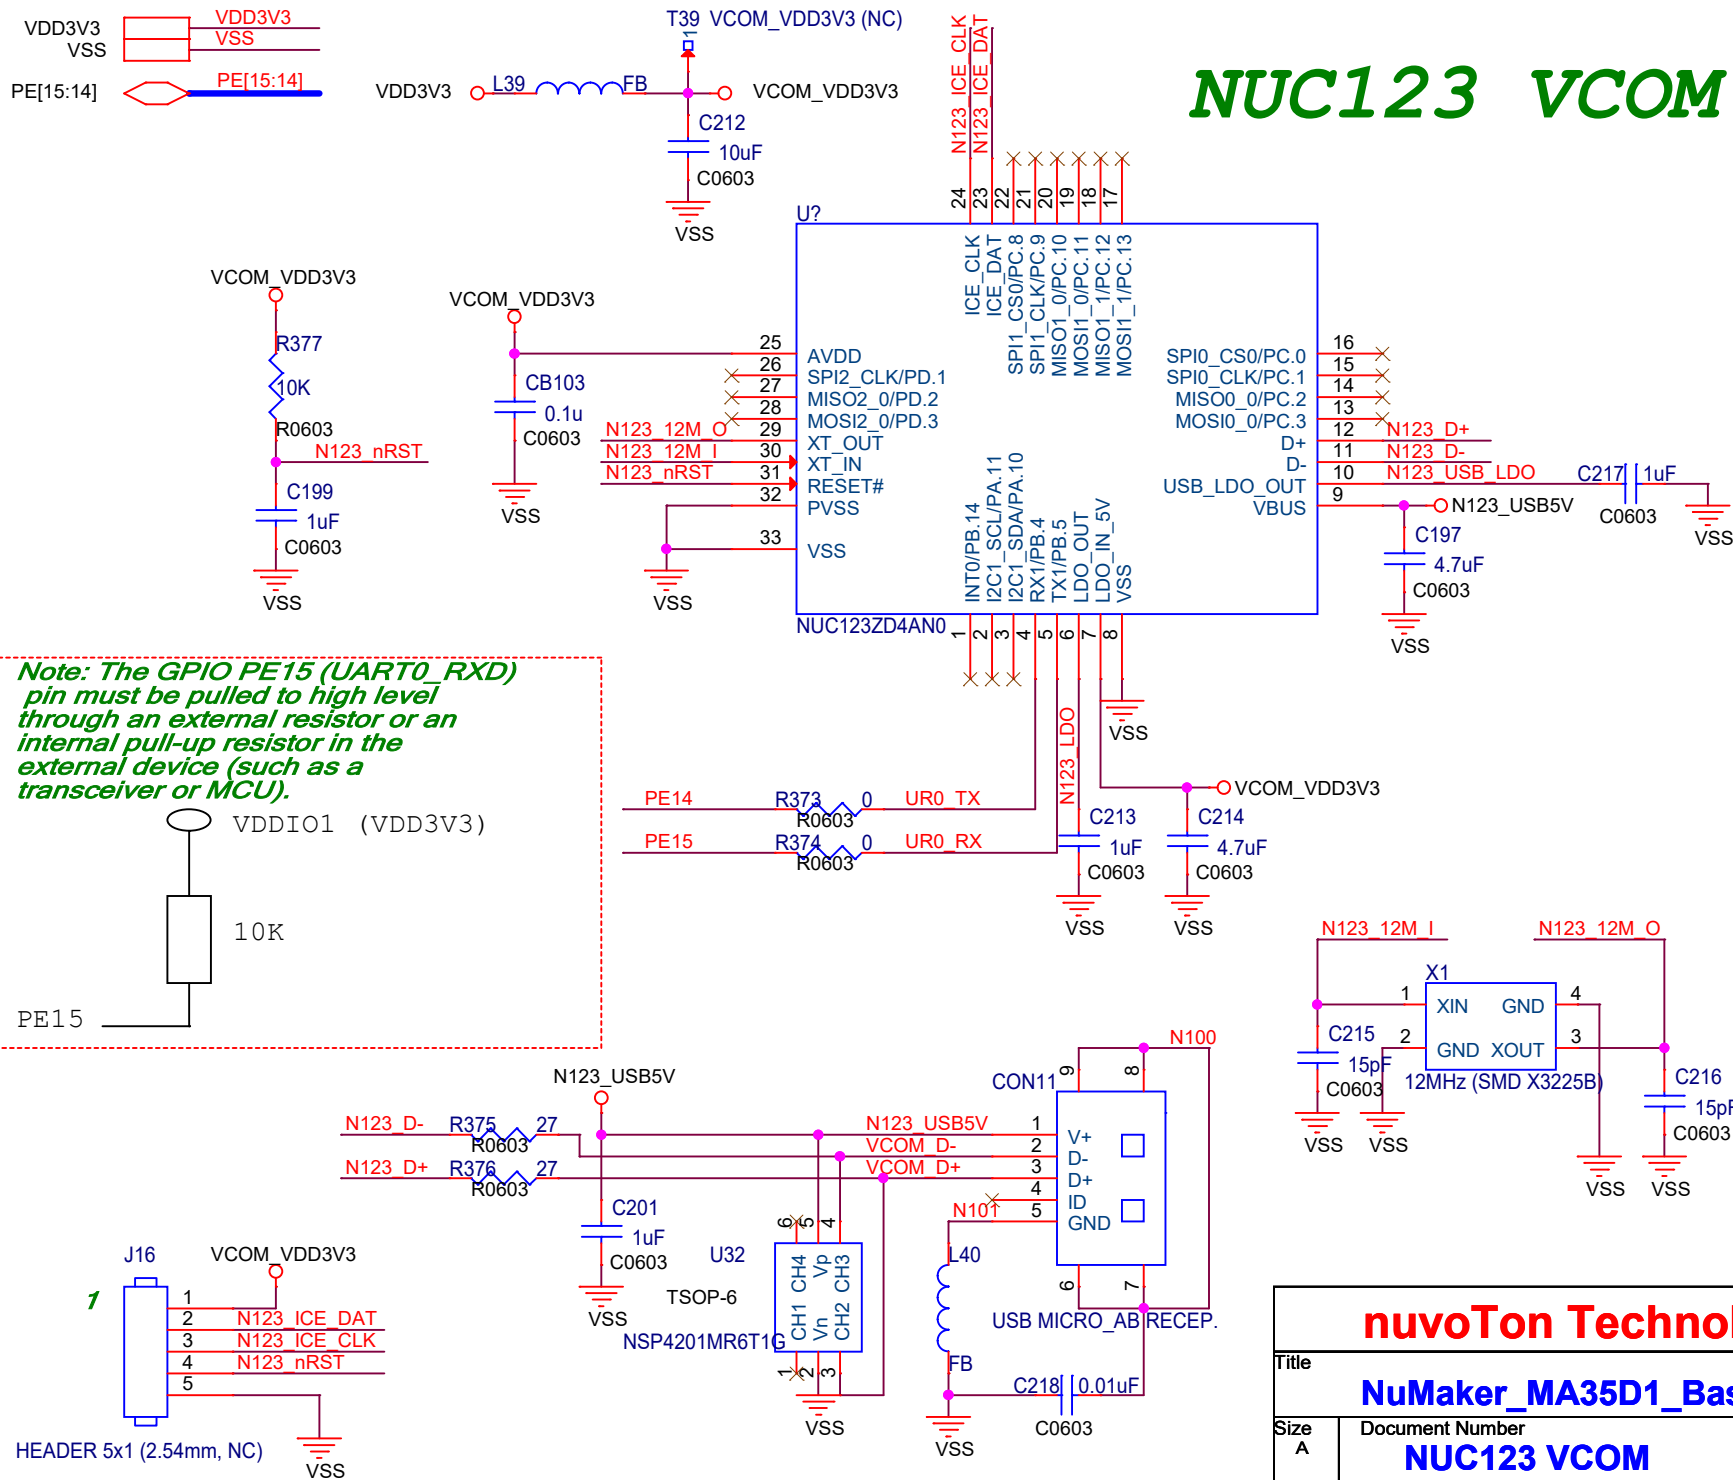 VDD3V3
VDD3V3
VSS
VSS
PE[15:14]
PE[15:14]
T39 VCOM_VDD3V3 (NC)
1
VDD3V3
L39
FB
VCOM_VDD3V3
C212
10uF
C0603
VSS
NUC123 VCOM
N123_ICE_CLK
N123_ICE_DAT
24
23
22
21
20
19
18
17
U?
ICE_CLK
ICE_DAT
SPI1_CS0/PC.8
SPI1_CLK/PC.9
MISO1_0/PC.10
MOSI1_0/PC.11
MISO1_1/PC.12
MOSI1_1/PC.13
VCOM_VDD3V3
R377
10K
R0603
N123_nRST
C199
1uF
C0603
VSS
VCOM_VDD3V3
CB103
0.1u
C0603
VSS
25
AVDD
26
SPI2_CLK/PD.1
27
MISO2_0/PD.2
28
MOSI2_0/PD.3
N123_12M_O
29
XT_OUT
N123_12M_I
30
XT_IN
N123_nRST
31
RESET#
32
PVSS
33
VSS
VSS
SPI0_CS0/PC.0
16
SPI0_CLK/PC.1
15
MISO0_0/PC.2
14
MOSI0_0/PC.3
13
D+
12
N123_D+
D-
11
N123_D-
USB_LDO_OUT
10
N123_USB_LDO
VBUS
9
N123_USB5V
C217
1uF
C0603
VSS
C197
4.7uF
C0603
VSS
INT0/PB.14
I2C1_SCL/PA.11
I2C1_SDA/PA.10
RX1/PB.4
TX1/PB.5
LDO_OUT
LDO_IN_5V
VSS
NUC123ZD4AN0
1
2
3
4
5
6
7
8
VSS
Note: The GPIO PE15 (UART0_RXD)
pin must be pulled to high level
through an external resistor or an
internal pull-up resistor in the
external device (such as a
transceiver or MCU).
VDDIO1 (VDD3V3)
10K
PE15
PE14
R373
0
R0603
UR0_TX
PE15
R374
0
R0603
UR0_RX
N123_LDO
C213
1uF
C0603
VSS
VCOM_VDD3V3
C214
4.7uF
C0603
VSS
N123_12M_I
N123_12M_O
X1
1
XIN
GND
4
2
GND
XOUT
3
12MHz (SMD X3225B)
C215
15pF
C0603
VSS
VSS
C216
15pF
C0603
VSS
VSS
N123_USB5V
N123_D-
R375
27
R0603
N123_D+
R376
27
R0603
C201
1uF
C0603
VSS
N123_USB5V
VCOM_D-
VCOM_D+
N100
CON11
9
8
1
V+
2
D-
3
D+
4
ID
5
GND
6
7
USB MICRO_AB RECEP.
N101
L40
FB
VSS
C218
0.01uF
C0603
U32
TSOP-6
NSP4201MR6T1G
6
5
4
CH4
Vp
CH3
CH1
Vn
CH2
1
2
3
VSS
J16
VCOM_VDD3V3
1
1
2
N123_ICE_DAT
3
N123_ICE_CLK
4
N123_nRST
5
HEADER 5x1 (2.54mm, NC)
VSS
nuvoTon Techno
Title
NuMaker_MA35D1_Bas
Size
A
Document Number
NUC123 VCOM